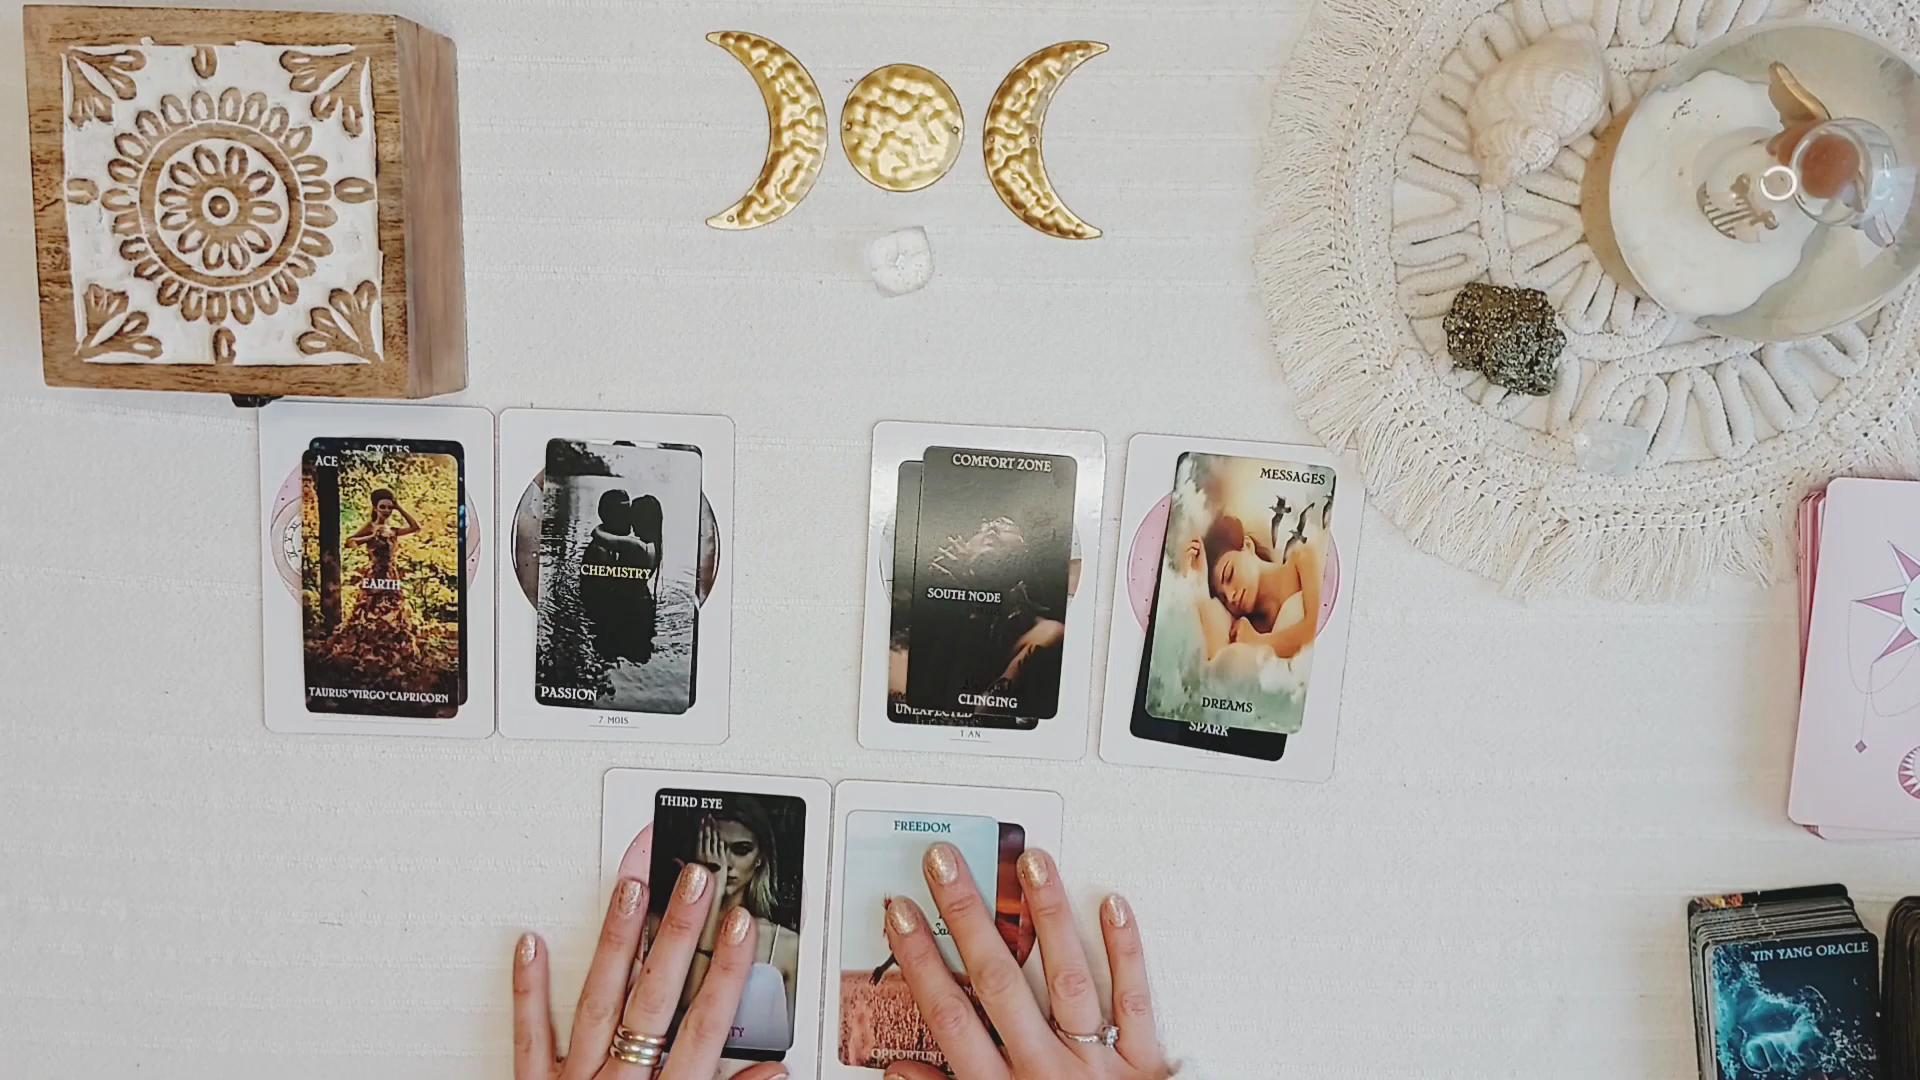 CYCLES
ACE
EARTH
TAURUS*VIRGO*CAPRICORN
CHEMISTRY
PASSION
7 MOIS
COMFORT ZONE
SOUTH NODE
CLINGING
UNEXPECTED
1 AN
MESSAGES
DREAMS
SPARK
THIRD EYE
FREEDOM
YIN YANG ORACLE